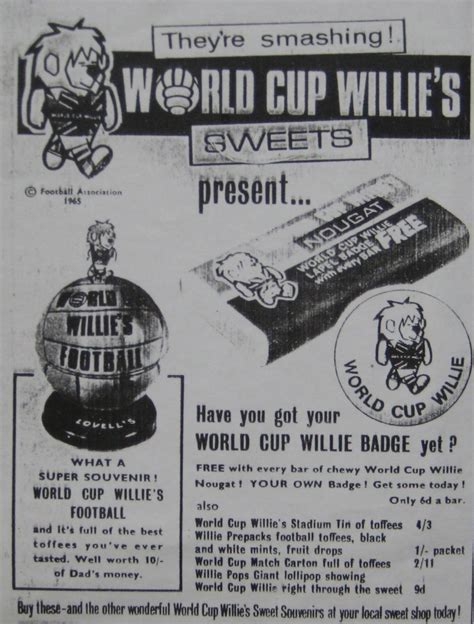 They're smashing!
WORLD CUP WILLIE'S
SWEETS
WORLD CUP WILLIE
© Football Association
1965
present...
NOUGAT
WORLD CUP WILLIE
LAPEL BADGE
with every bar FREE
WORLD
WILLIE'S
FOOTBALL
LOVELL'S
WORLD CUP WILLIE
WHAT A
SUPER SOUVENIR!
WORLD CUP WILLIE'S
FOOTBALL
and It's full of the best
toffees you've ever
tasted. Well worth 10/-
of Dad's money.
Have you got your
WORLD CUP WILLIE BADGE yet ?
FREE with every bar of chewy World Cup Willie
Nougat ! YOUR OWN Badge ! Get some today !
Only 6d a bar.
also
World Cup Willie's Stadium Tin of toffees 4/3
Willie Prepacks football toffees, black
and white mints, fruit drops 1/- packet
World Cup Match Carton full of toffees 2/11
Willie Pops Giant lollipop showing
World Cup Willie right through the sweet 9d
Buy these-and the other wonderful World Cup Willie's Sweet Souvenirs at your local sweet shop today!